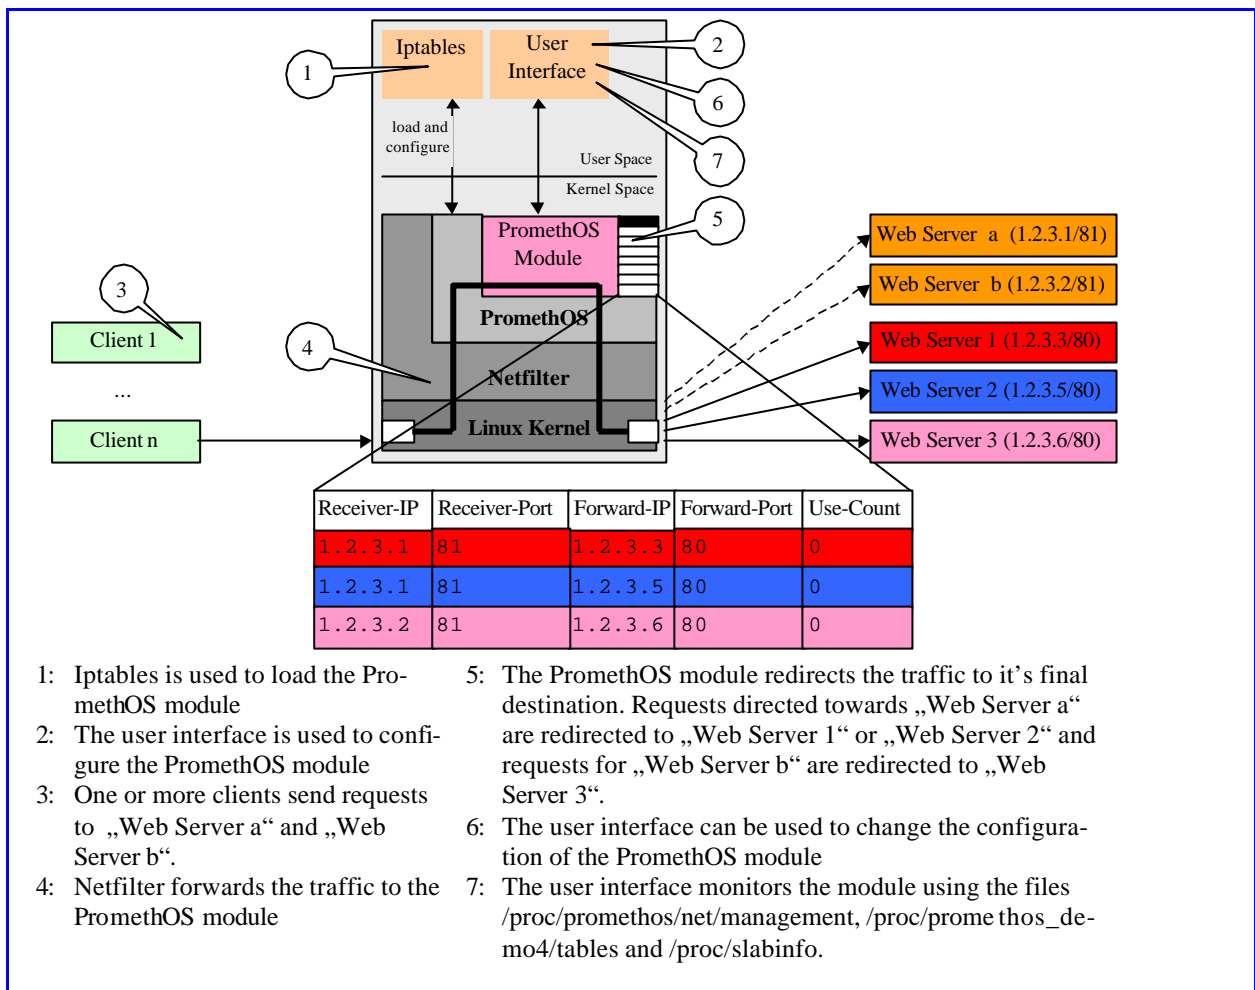 Iptables
User
Interface
1
2
6
7
load and
configure
User Space
Kernel Space
5
PromethOS
Module
3
Client 1
...
Client n
4
PromethOS
Netfilter
Linux Kernel
Web Server a (1.2.3.1/81)
Web Server b (1.2.3.2/81)
Web Server 1 (1.2.3.3/80)
Web Server 2 (1.2.3.5/80)
Web Server 3 (1.2.3.6/80)
Receiver-IP Receiver-Port Forward-IP Forward-Port Use-Count
1.2.3.1 81 1.2.3.3 80 0
1.2.3.1 81 1.2.3.5 80 0
1.2.3.2 81 1.2.3.6 80 0
1: Iptables is used to load the Pro-
methOS module
2: The user interface is used to confi-
gure the PromethOS module
3: One or more clients send requests
to „Web Server a“ and „Web
Server b“.
4: Netfilter forwards the traffic to the
PromethOS module
5: The PromethOS module redirects the traffic to it's final
destination. Requests directed towards „Web Server a“
are redirected to „Web Server 1“ or „Web Server 2“ and
requests for „Web Server b“ are redirected to „Web
Server 3“.
6: The user interface can be used to change the configura-
tion of the PromethOS module
7: The user interface monitors the module using the files
/proc/promethos/net/management, /proc/promethos_de-
mo4/tables and /proc/slabinfo.